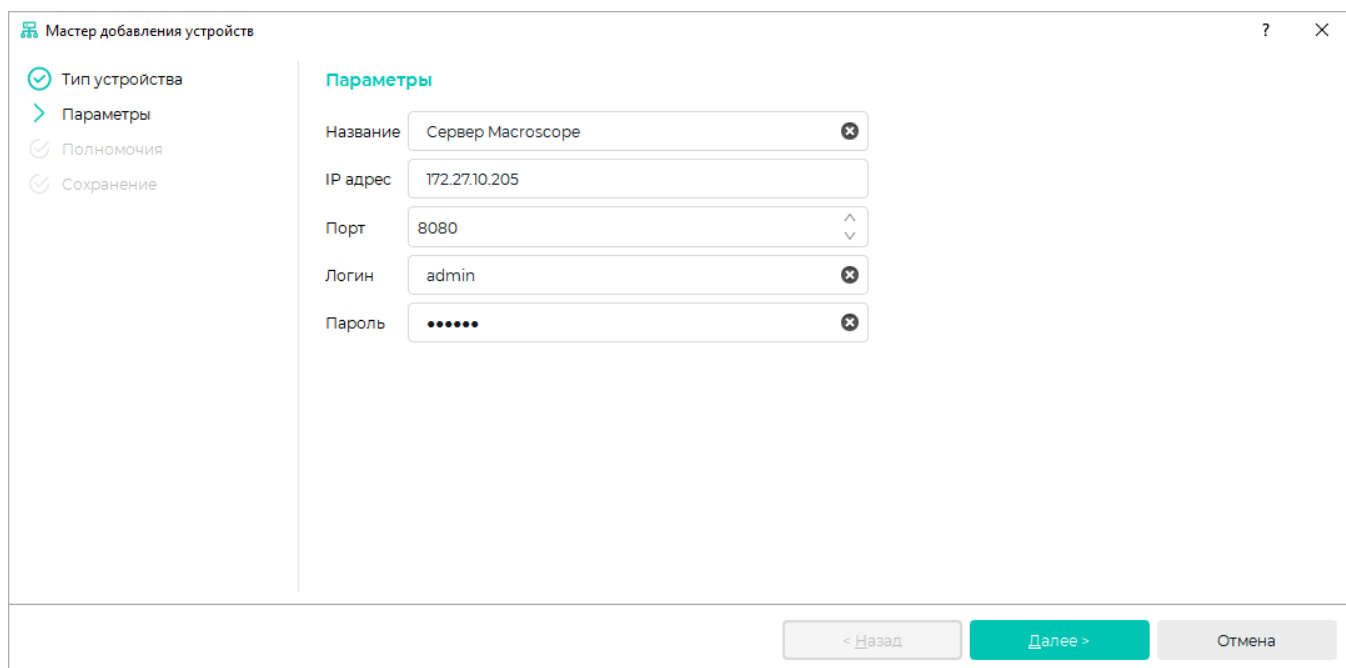 Мастер добавления устройств
?
Тип устройства
Параметры
Полномочия
Сохранение
Параметры
Название Сервер Macroscope
IP адрес 172.27.10.205
Порт 8080
Логин admin
Пароль ••••••
< Назад Далее > Отмена